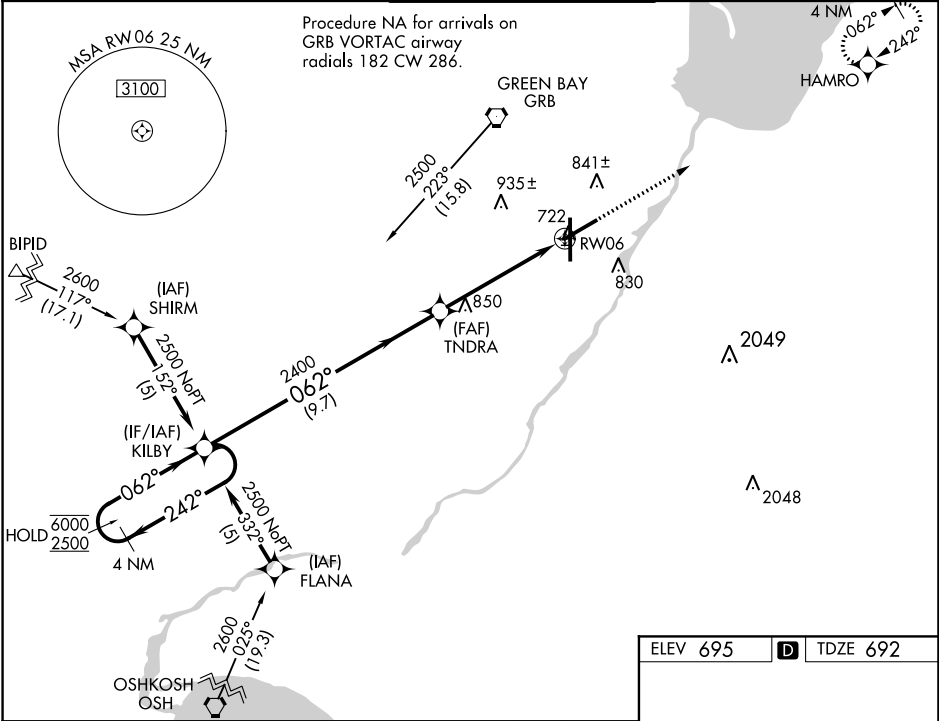 Procedure NA for arrivals on
GRB VORTAC airway
radials 182 CW 286.
MSA RW06 25 NM
3100
4 NM
062°
242°
HAMRO
GREEN BAY
GRB
2500
223°
(15.8)
935±
841±
722
RW06
830
BIPID
2600
117°
(17.1)
(IAF)
SHIRM
2500 NoPT
152°
(5)
850
(FAF)
TNDRA
2049
2400
062°
(9.7)
(IF/IAF)
KILBY
062°
242°
HOLD
6000
2500
4 NM
2500 NoPT
332°
(5)
(IAF)
FLANA
2048
2600
025°
(19.3)
OSHKOSH
OSH
ELEV 695 D TDZE 692